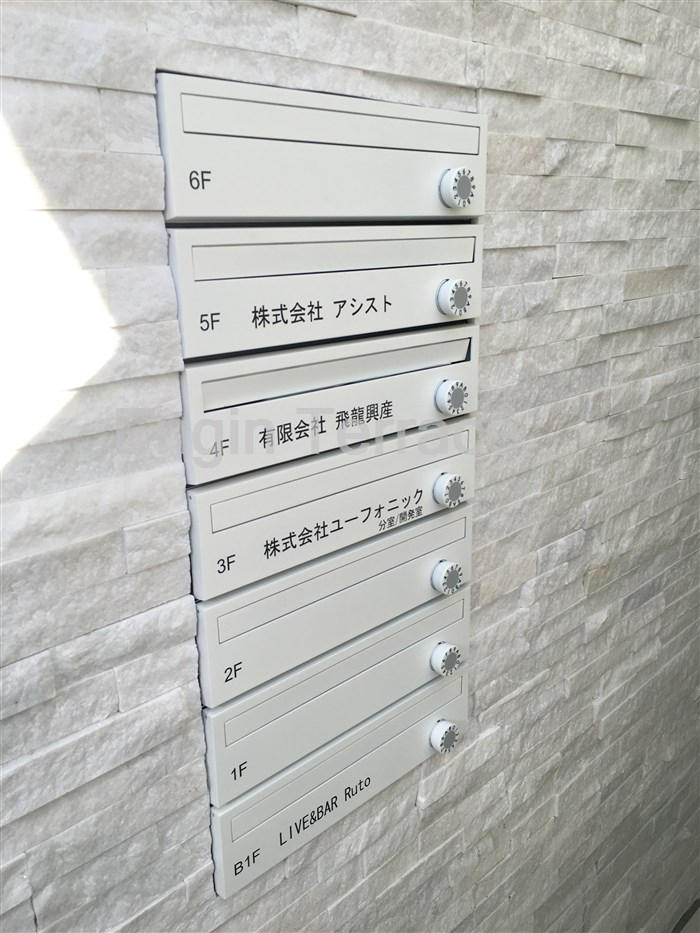 6F
5F 株式会社 アシスト
4F 有限会社 飛龍興産
3F 株式会社ユーフォニック
分室/開発室
2F
1F
B1F LIVE&BAR Ruto